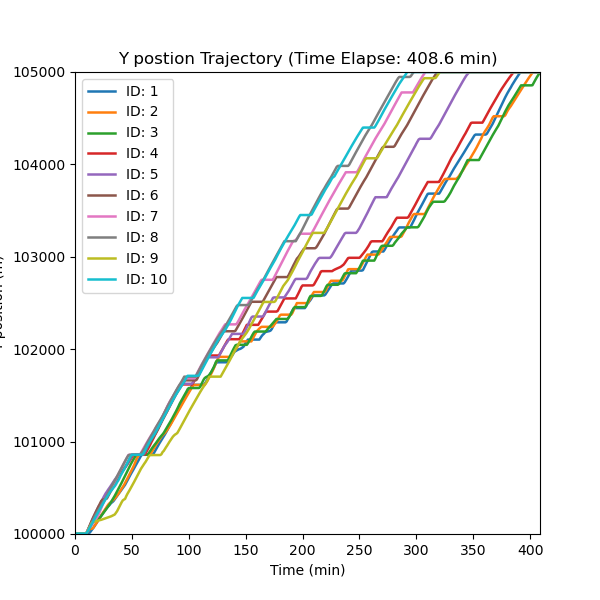 Y postion Trajectory (Time Elapse: 408.6 min)
105000
104000
103000
102000
101000
100000
ID: 1
ID: 2
ID: 3
ID: 4
ID: 5
ID: 6
ID: 7
ID: 8
ID: 9
ID: 10
0 50 100 150 200 250 300 350 400
Time (min)